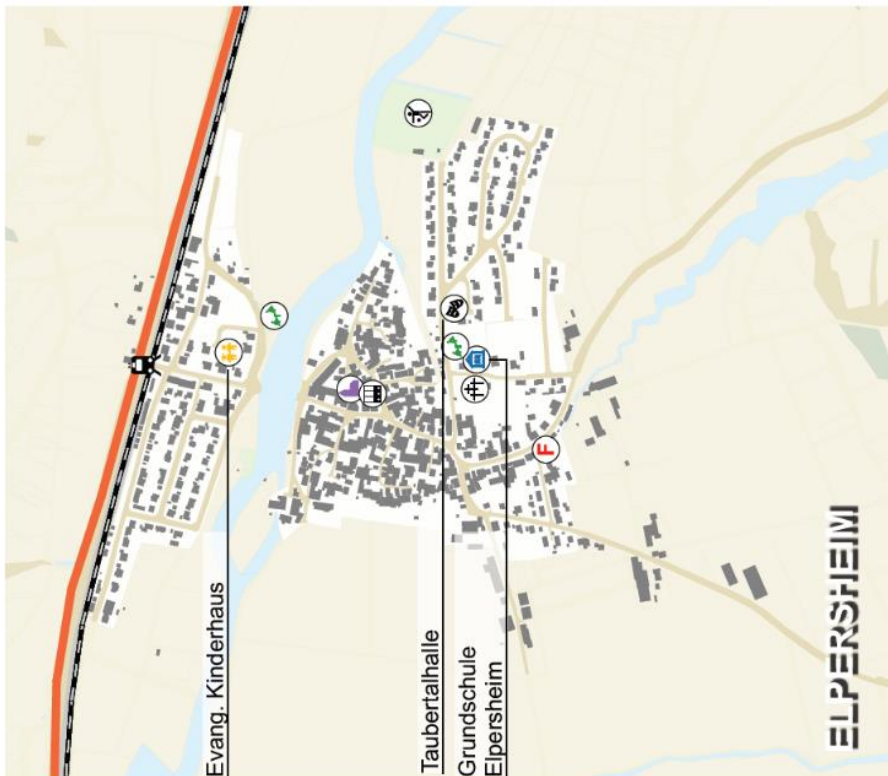 Evang. Kinderhaus
Taubertalhalle
Grundschule
Elpersheim
F
ELPERSHEIM